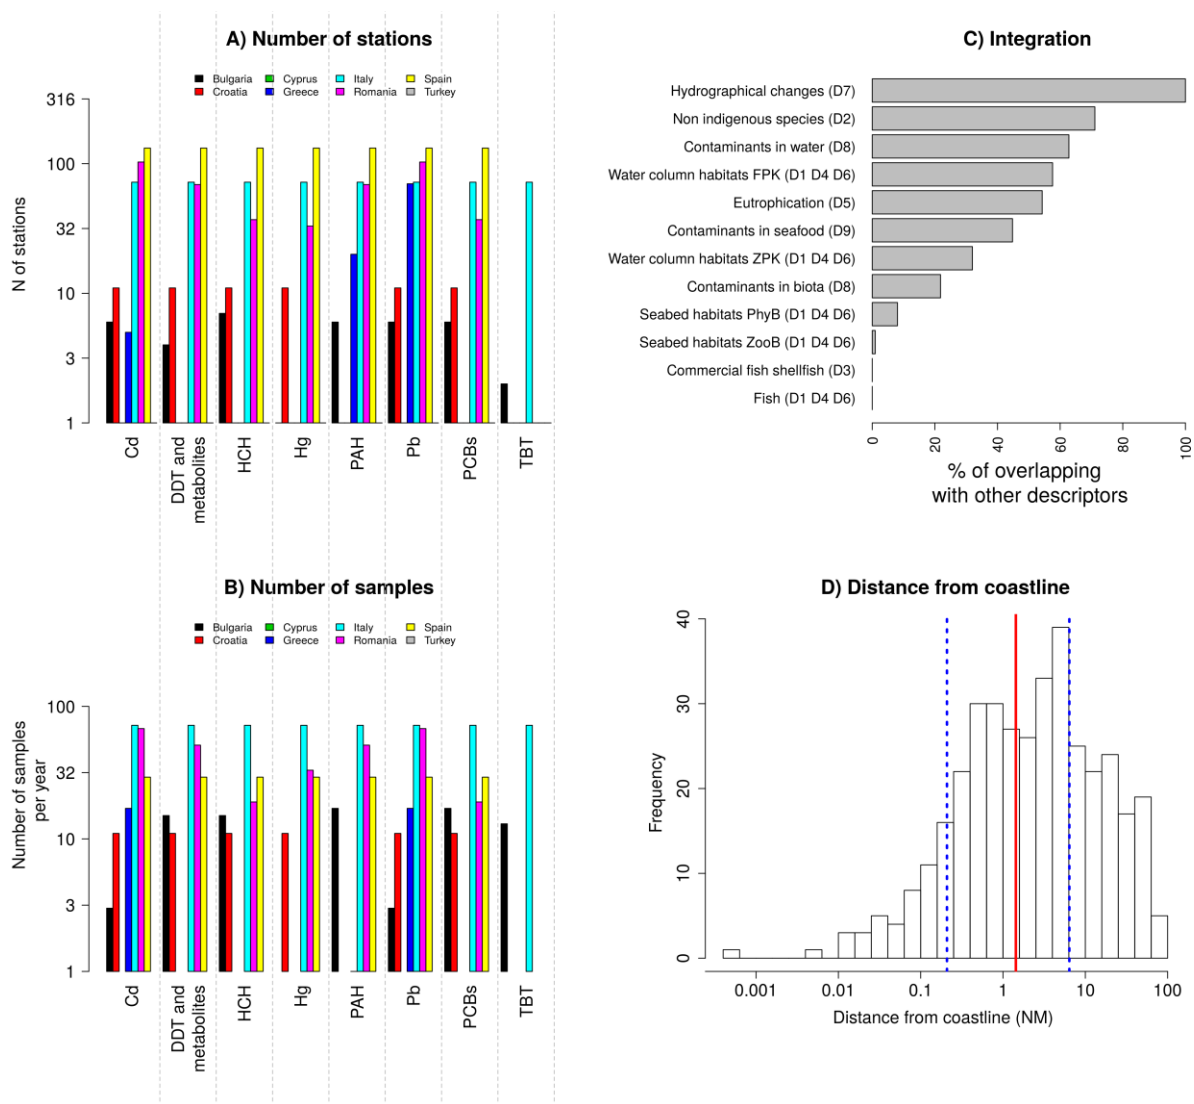 A) Number of stations
Bulgaria Cyprus Italy Spain
Croatia Greece Romania Turkey
N of stations
316
100
32
10
3
1
Cd
DDT and
metabolites
HCH
Hg
PAH
Pb
PCBs
TBT
C) Integration
Hydrographical changes (D7)
Non indigenous species (D2)
Contaminants in water (D8)
Water column habitats FPK (D1 D4 D6)
Eutrophication (D5)
Contaminants in seafood (D9)
Water column habitats ZPK (D1 D4 D6)
Contaminants in biota (D8)
Seabed habitats PhyB (D1 D4 D6)
Seabed habitats ZooB (D1 D4 D6)
Commercial fish shellfish (D3)
Fish (D1 D4 D6)
0 20 40 60 80 100
% of overlapping
with other descriptors
B) Number of samples
Bulgaria Cyprus Italy Spain
Croatia Greece Romania Turkey
Number of samples
per year
100
32
10
3
1
Cd
DDT and
metabolites
HCH
Hg
PAH
Pb
PCBs
TBT
D) Distance from coastline
Frequency
40
30
20
10
0
0.001 0.01 0.1 1 10 100
Distance from coastline (NM)